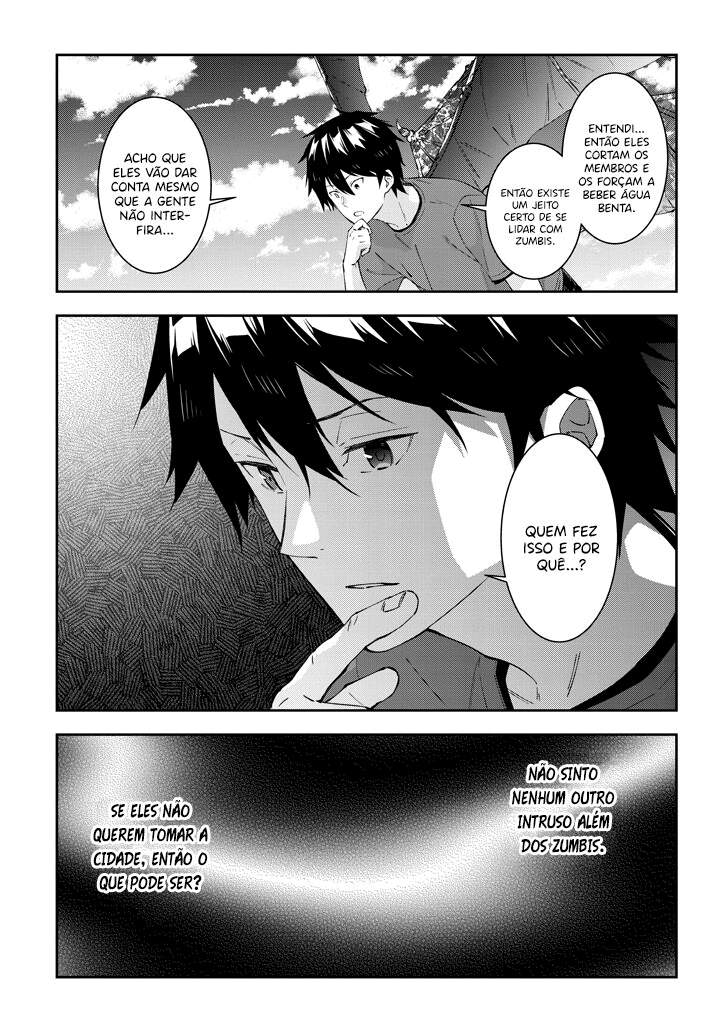 ENTENDI...
ENTÃO ELES
CORTAM OS
MEMBROS E
OS FORÇAM A
BEBER ÁGUA
BENTA.
ENTÃO EXISTE
UM JEITO
CERTO DE SE
LIDAR COM
ZUMBIS.
ACHO QUE
ELES VÃO DAR
CONTA MESMO
QUE A GENTE
NÃO INTER-
FIRA...
QUEM FEZ
ISSO E POR
QUÊ...?
NÃO SINTO
NENHUM OUTRO
INTRUSO ALÉM
DOS ZUMBIS.
SE ELES NÃO
QUEREM TOMAR A
CIDADE, ENTÃO O
QUE PODE SER?